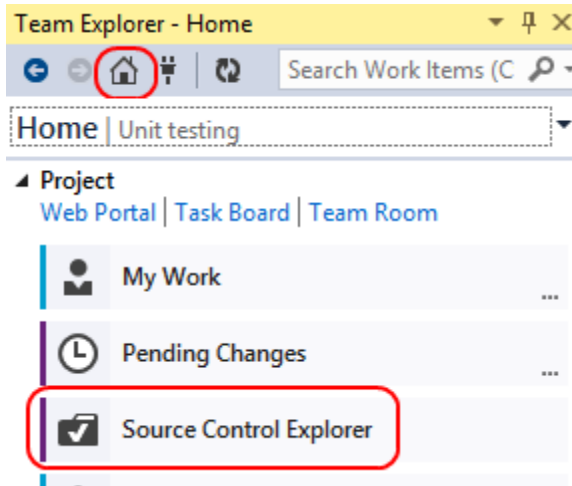 Team Explorer - Home
Search Work Items (C
Home | Unit testing
Project
Web Portal | Task Board | Team Room
My Work
...
Pending Changes
...
Source Control Explorer